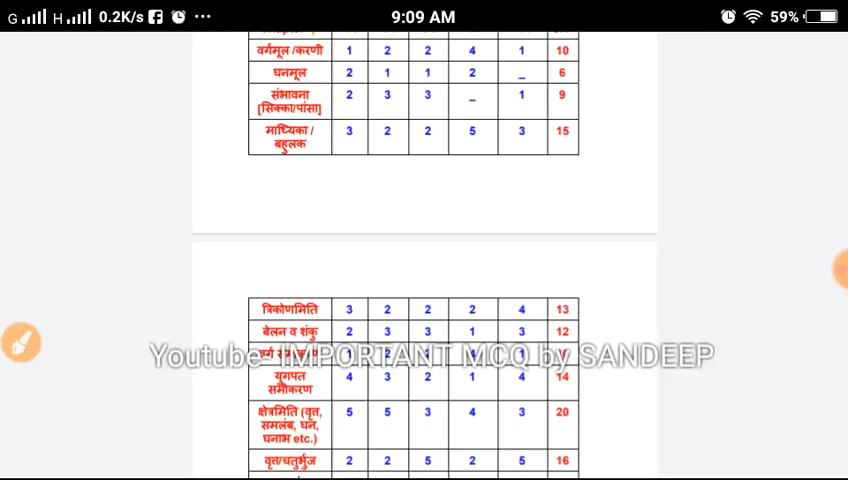 G H 0.2K/s ... 9:09 AM 59%
वर्गमूल /करणी 1 2 2 4 1 10
घनमूल 2 1 1 2 _ 6
संभावना 2 3 3 _ 1 9
[सिक्का/पांसा]
माध्यिका / 3 2 2 5 3 15
बहुलक
त्रिकोणमिति 3 2 2 2 4 13
बेलन व शंकु 2 3 3 1 3 12
Youtube- IMPORTANT MCQ by SANDEEP
युगपत 4 3 2 1 4 14
समीकरण
क्षेत्रमिति (वृत्त, 5 5 3 4 3 20
समलंब, घन,
घनाभ etc.)
वृत्त/चतुर्भुज 2 2 5 2 5 16